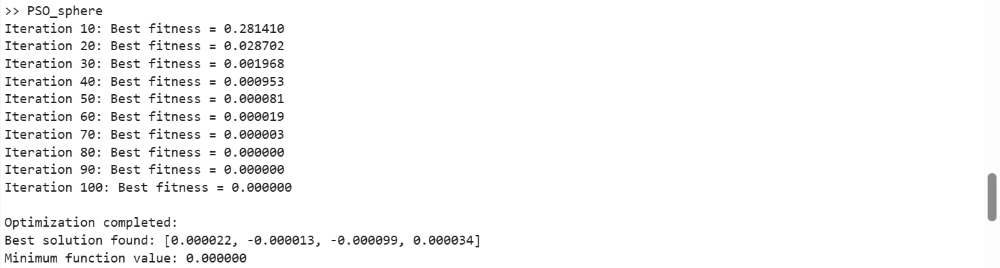 >> PSO_sphere
Iteration 10: Best fitness = 0.281410
Iteration 20: Best fitness = 0.028702
Iteration 30: Best fitness = 0.001968
Iteration 40: Best fitness = 0.000953
Iteration 50: Best fitness = 0.000081
Iteration 60: Best fitness = 0.000019
Iteration 70: Best fitness = 0.000003
Iteration 80: Best fitness = 0.000000
Iteration 90: Best fitness = 0.000000
Iteration 100: Best fitness = 0.000000
Optimization completed:
Best solution found: [0.000022, -0.000013, -0.000099, 0.000034]
Minimum function value: 0.000000